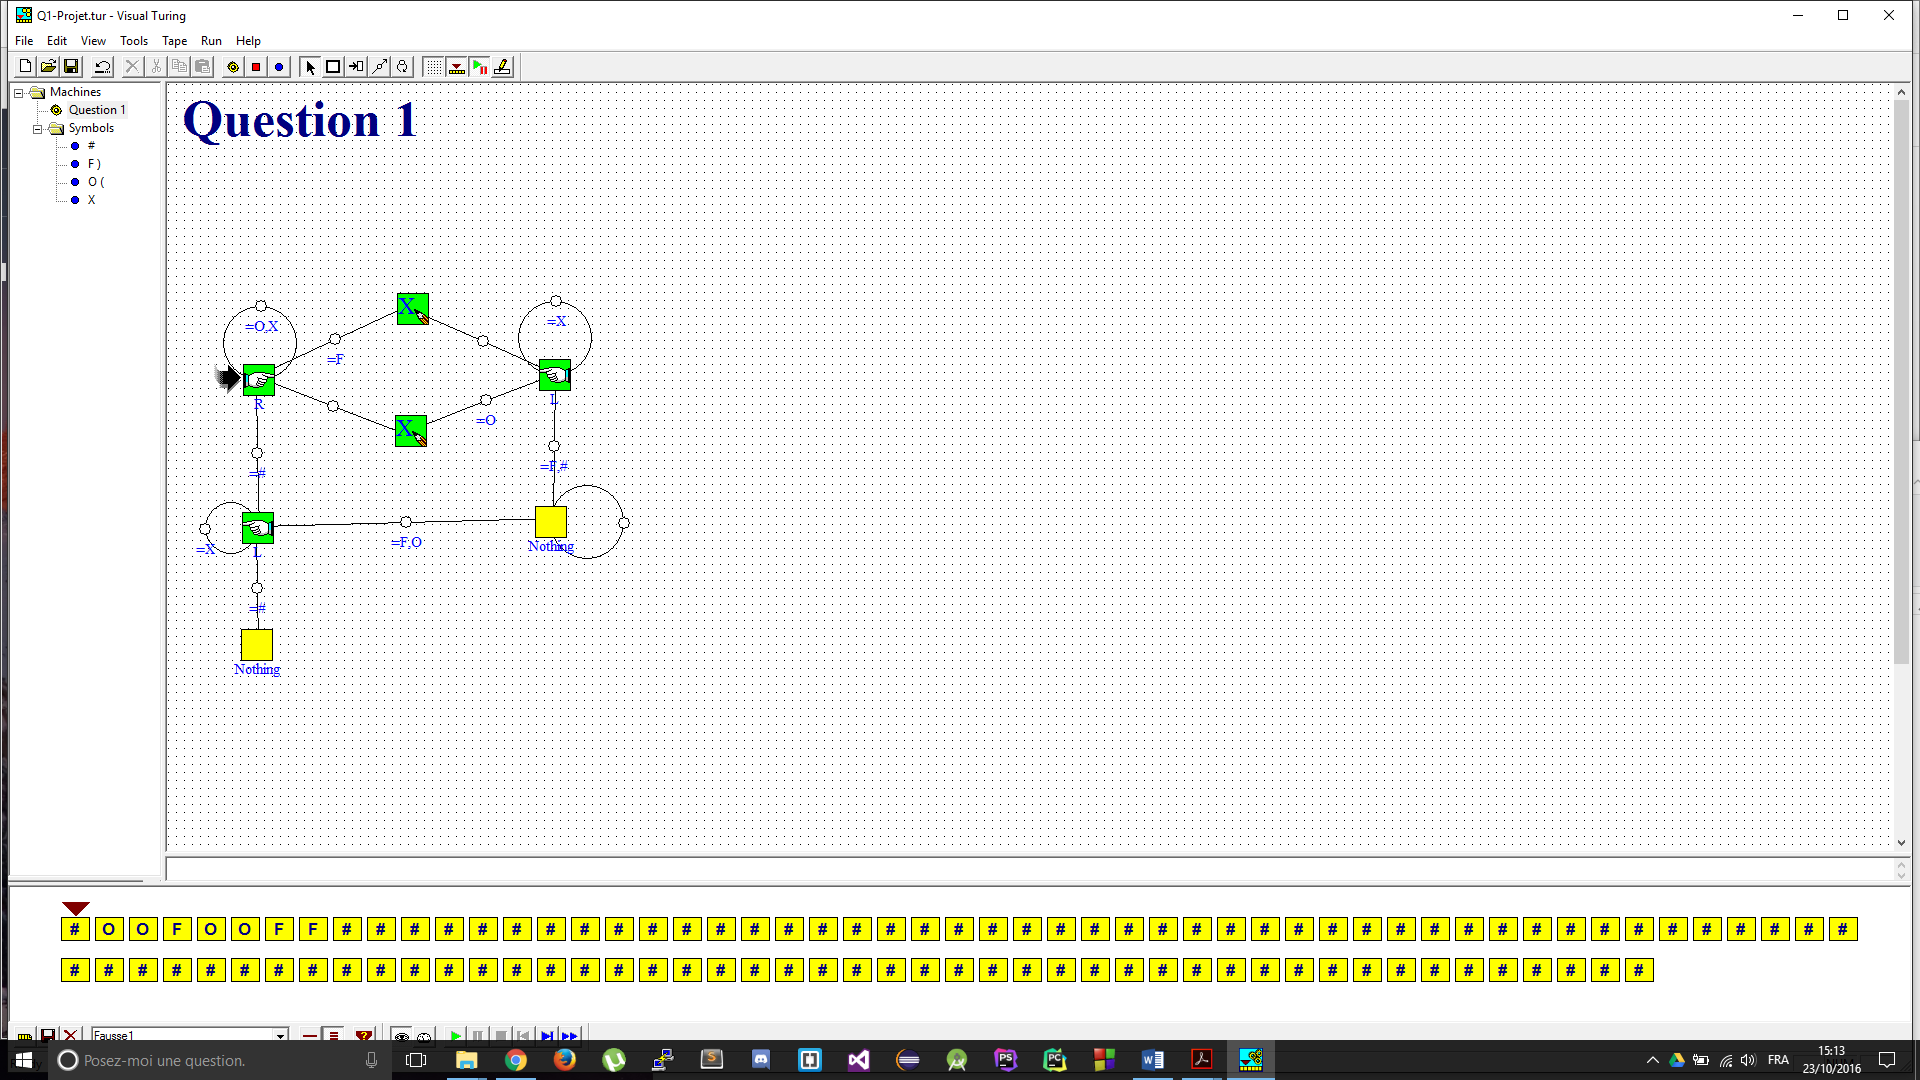 Q1-Projet.tur - Visual Turing
File Edit View Tools Tape Run Help
Machines
Question 1
Symbols
#
F )
O (
X
Question 1
X
=O,X
=X
=F
R
L
X
=O
=#
=F,#
=F,O
=X
L
Nothing
=#
Nothing
# O O F O O F F # # # # # # # # # # # # # # # # # # # # # # # # # # # # # # # # # # # # # # # # # # # # #
# # # # # # # # # # # # # # # # # # # # # # # # # # # # # # # # # # # # # # # # # # # # # # #
Fausse1
Posez-moi une question.
FRA
15:13
23/10/2016